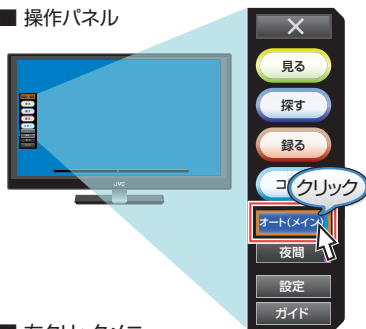 ■ 操作パネル
見る
探す
録る
クリック
オート(メイン)
夜間
設定
ガイド
JVC